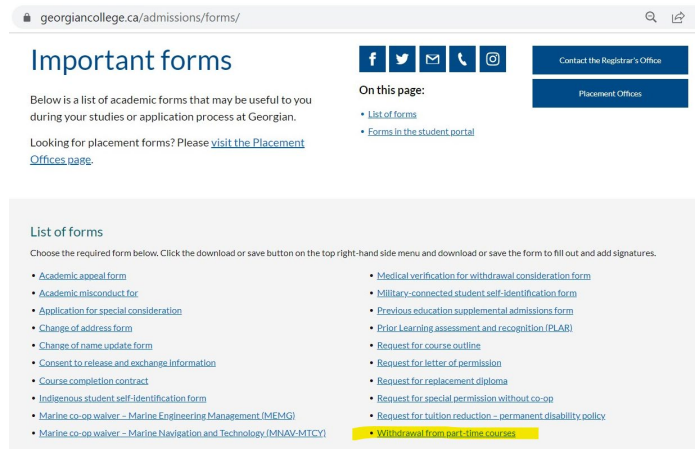 georgiancollege.ca/admissions/forms/
Important forms
Below is a list of academic forms that may be useful to you
during your studies or application process at Georgian.
Looking for placement forms? Please visit the Placement
Offices page.
On this page:
• List of forms
• Forms in the student portal
Contact the Registrar's Office
Placement Offices
List of forms
Choose the required form below. Click the download or save button on the top right-hand side menu and download or save the form to fill out and add signatures.
• Academic appeal form
• Academic misconduct for
• Application for special consideration
• Change of address form
• Change of name update form
• Consent to release and exchange information
• Course completion contract
• Indigenous student self-identification form
• Marine co-op waiver – Marine Engineering Management (MEMG)
• Marine co-op waiver – Marine Navigation and Technology (MNAV-MTCY)
• Medical verification for withdrawal consideration form
• Military-connected student self-identification form
• Previous education supplemental admissions form
• Prior Learning assessment and recognition (PLAR)
• Request for course outline
• Request for letter of permission
• Request for replacement diploma
• Request for special permission without co-op
• Request for tuition reduction – permanent disability policy
• Withdrawal from part-time courses